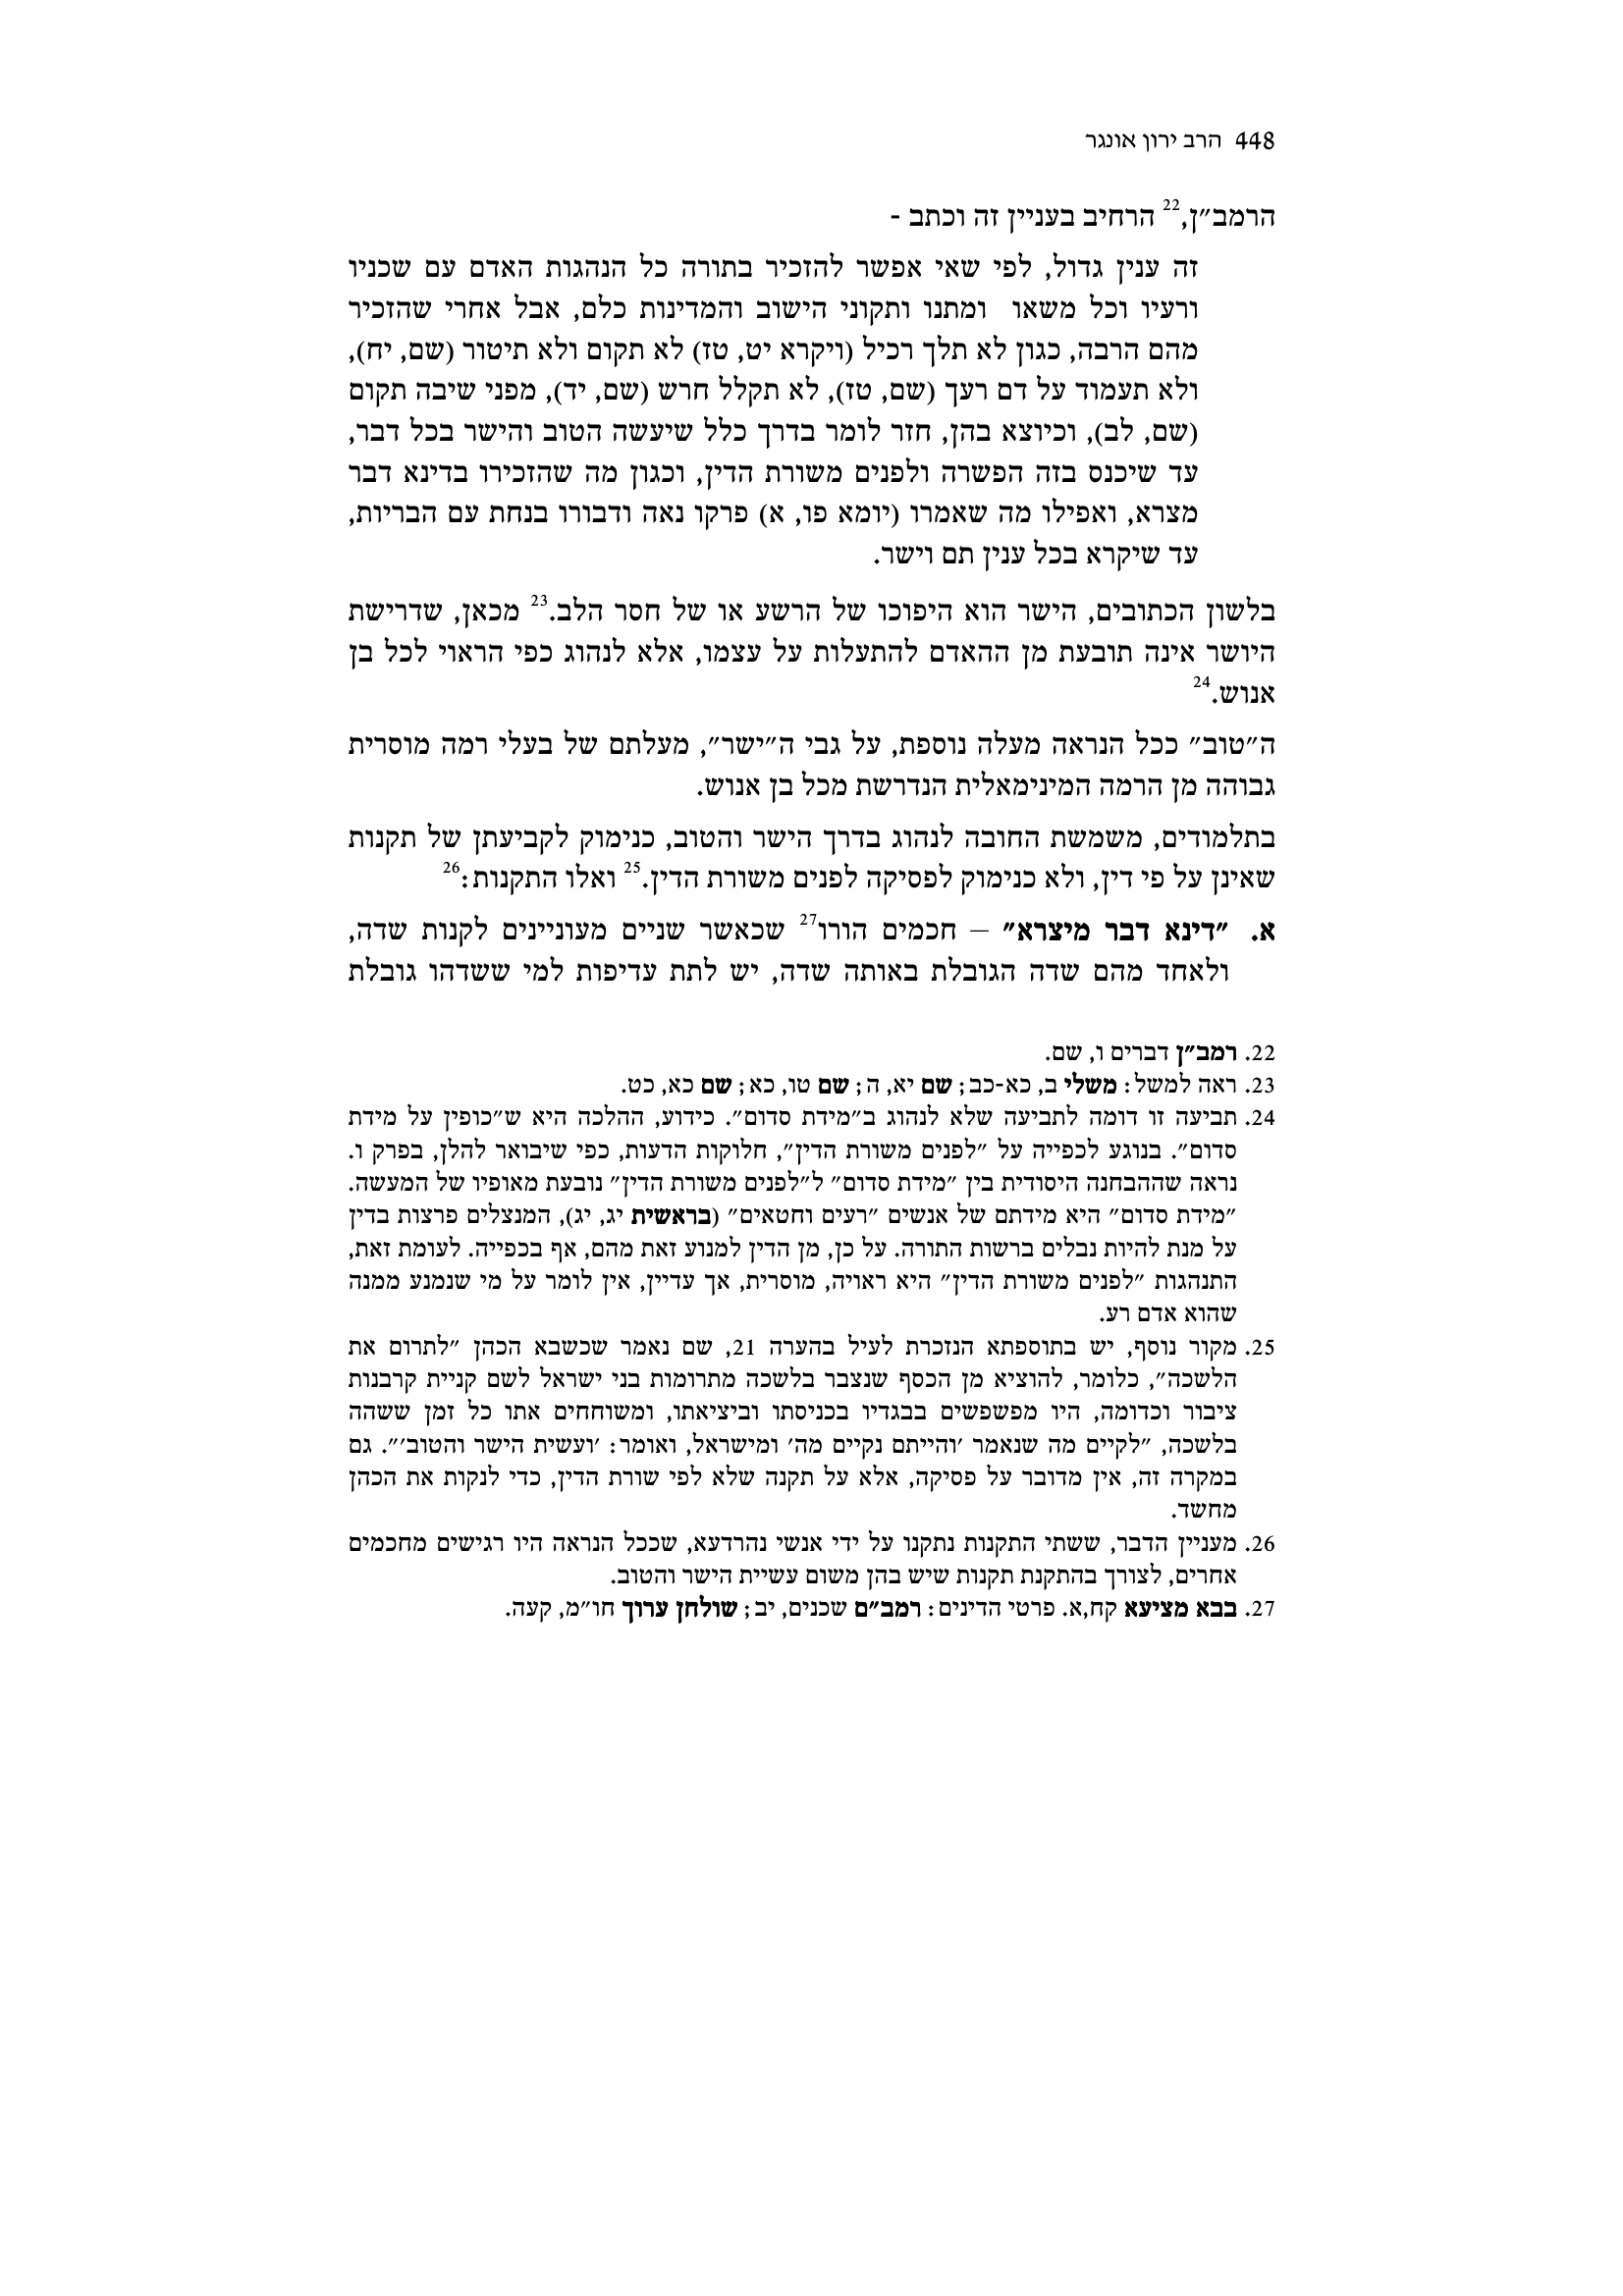 448 הרב ירון אונגר
הרמב״ן,22 הרחיב בעניין זה וכתב -
זה ענין גדול, לפי שאי אפשר להזכיר בתורה כל הנהגות האדם עם שכניו
ורעיו וכל משאו ומתנו ותקוני הישוב והמדינות כלם, אבל אחרי שהזכיר
מהם הרבה, כגון לא תלך רכיל (ויקרא יט, טז) לא תקום ולא תיטור (שם, יח),
ולא תעמוד על דם רעך (שם, טז), לא תקלל חרש (שם, יד), מפני שיבה תקום
(שם, לב), וכיוצא בהן, חזר לומר בדרך כלל שיעשה הטוב והישר בכל דבר,
עד שיכנס בזה הפשרה ולפנים משורת הדין, וכגון מה שהזכירו בדינא דבר
מצרא, ואפילו מה שאמרו (יומא פו, א) פרקו נאה ודבורו בנחת עם הבריות,
עד שיקרא בכל ענין תם וישר.
בלשון הכתובים, הישר הוא היפוכו של הרשע או של חסר הלב.23 מכאן, שדרישת
היושר אינה תובעת מן ההאדם להתעלות על עצמו, אלא לנהוג כפי הראוי לכל בן
אנוש.24
ה״טוב״ ככל הנראה מעלה נוספת, על גבי ה״ישר״, מעלתם של בעלי רמה מוסרית
גבוהה מן הרמה המינימאלית הנדרשת מכל בן אנוש.
בתלמודים, משמשת החובה לנהוג בדרך הישר והטוב, כנימוק לקביעתן של תקנות
שאינן על פי דין, ולא כנימוק לפסיקה לפנים משורת הדין.25 ואלו התקנות:26
א. ״דינא דבר מיצרא״ – חכמים הורו27 שכאשר שניים מעוניינים לקנות שדה,
ולאחד מהם שדה הגובלת באותה שדה, יש לתת עדיפות למי ששדהו גובלת
22. רמב״ן דברים ו, שם.
23. ראה למשל: משלי ב, כא-כב; שם יא, ה; שם טו, כא; שם כא, כט.
24. תביעה זו דומה לתביעה שלא לנהוג ב״מידת סדום״. כידוע, ההלכה היא ש״כופין על מידת
סדום״. בנוגע לכפייה על ״לפנים משורת הדין״, חלוקות הדעות, כפי שיבואר להלן, בפרק ו.
נראה שההבחנה היסודית בין ״מידת סדום״ ל״לפנים משורת הדין״ נובעת מאופיו של המעשה.
״מידת סדום״ היא מידתם של אנשים ״רעים וחטאים״ (בראשית יג, יג), המנצלים פרצות בדין
על מנת להיות נבלים ברשות התורה. על כן, מן הדין למנוע זאת מהם, אף בכפייה. לעומת זאת,
התנהגות ״לפנים משורת הדין״ היא ראויה, מוסרית, אך עדיין, אין לומר על מי שנמנע ממנה
שהוא אדם רע.
25. מקור נוסף, יש בתוספתא הנזכרת לעיל בהערה 21, שם נאמר שכשבא הכהן ״לתרום את
הלשכה״, כלומר, להוציא מן הכסף שנצבר בלשכה מתרומות בני ישראל לשם קניית קרבנות
ציבור וכדומה, היו מפשפשים בבגדיו בכניסתו וביציאתו, ומשוחחים אתו כל זמן ששהה
בלשכה, ״לקיים מה שנאמר ׳והייתם נקיים מה׳ ומישראל, ואומר: ׳ועשית הישר והטוב׳״. גם
במקרה זה, אין מדובר על פסיקה, אלא על תקנה שלא לפי שורת הדין, כדי לנקות את הכהן
מחשד.
26. מעניין הדבר, ששתי התקנות נתקנו על ידי אנשי נהרדעא, שככל הנראה היו רגישים מחכמים
אחרים, לצורך בהתקנת תקנות שיש בהן משום עשיית הישר והטוב.
27. בבא מציעא קח,א. פרטי הדינים: רמב״ם שכנים, יב; שולחן ערוך חו״מ, קעה.